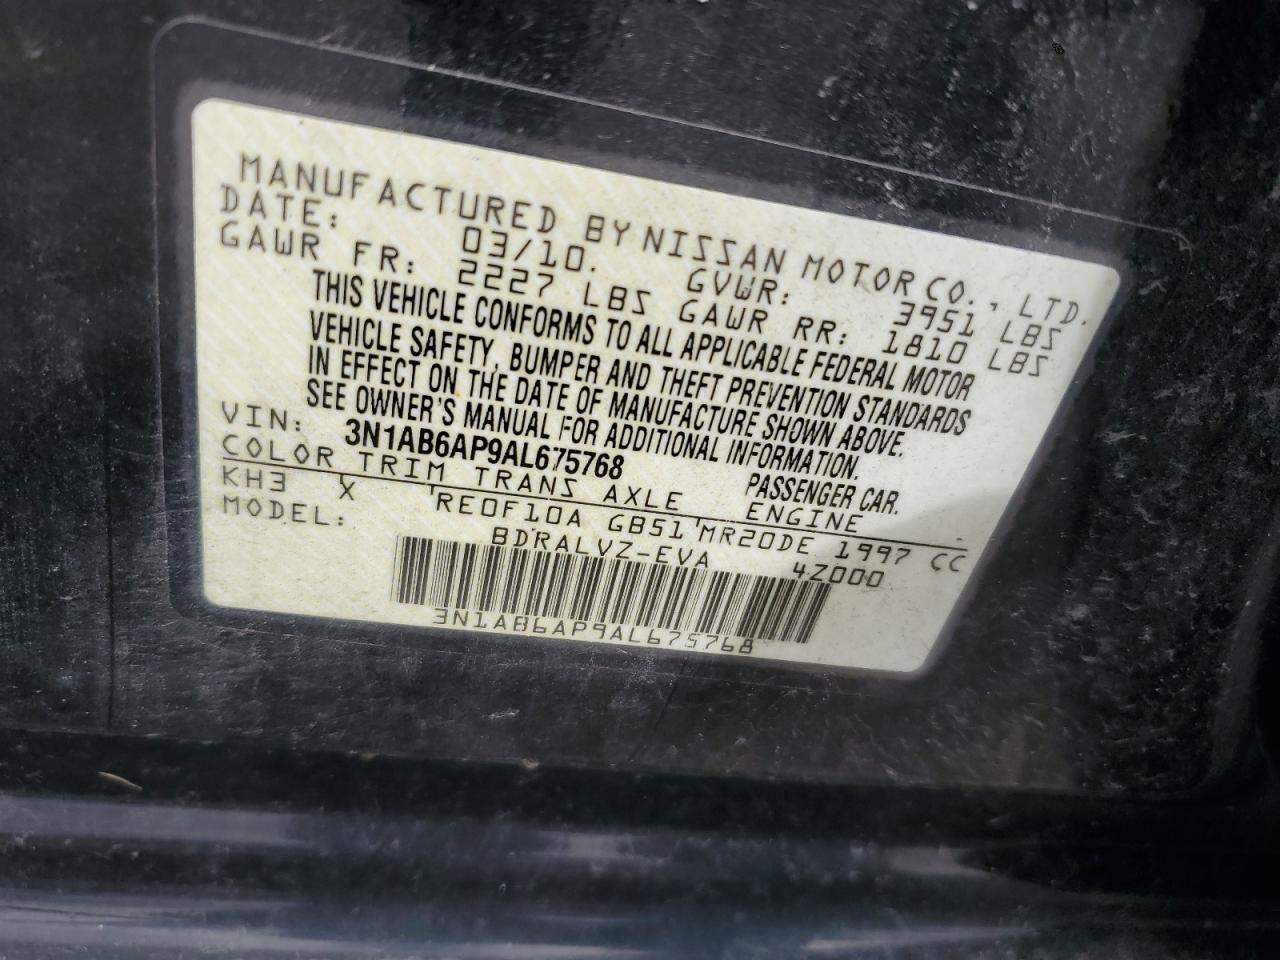 MANUFACTURED BY NISSAN MOTOR CO., LTD.
DATE: 03/10. GVWR: 3951 LBS
GAWR FR: 2227 LBS GAWR RR: 1810 LBS
THIS VEHICLE CONFORMS TO ALL APPLICABLE FEDERAL MOTOR
VEHICLE SAFETY, BUMPER AND THEFT PREVENTION STANDARDS
IN EFFECT ON THE DATE OF MANUFACTURE SHOWN ABOVE.
SEE OWNER'S MANUAL FOR ADDITIONAL INFORMATION.
VIN: 3N1AB6AP9AL675768 PASSENGER CAR.
COLOR TRIM TRANS AXLE ENGINE
KH3 X RE0F10A GB51 MR20DE 1997 CC
MODEL: BDRALVZ-EVA 4Z000
3N1AB6AP9AL675768